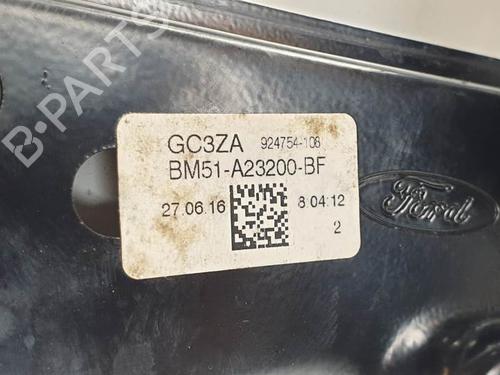 B-PARTS
GC3ZA 924754-108
BM51-A23200-BF
27.06.16 8:04:12
2
Ford